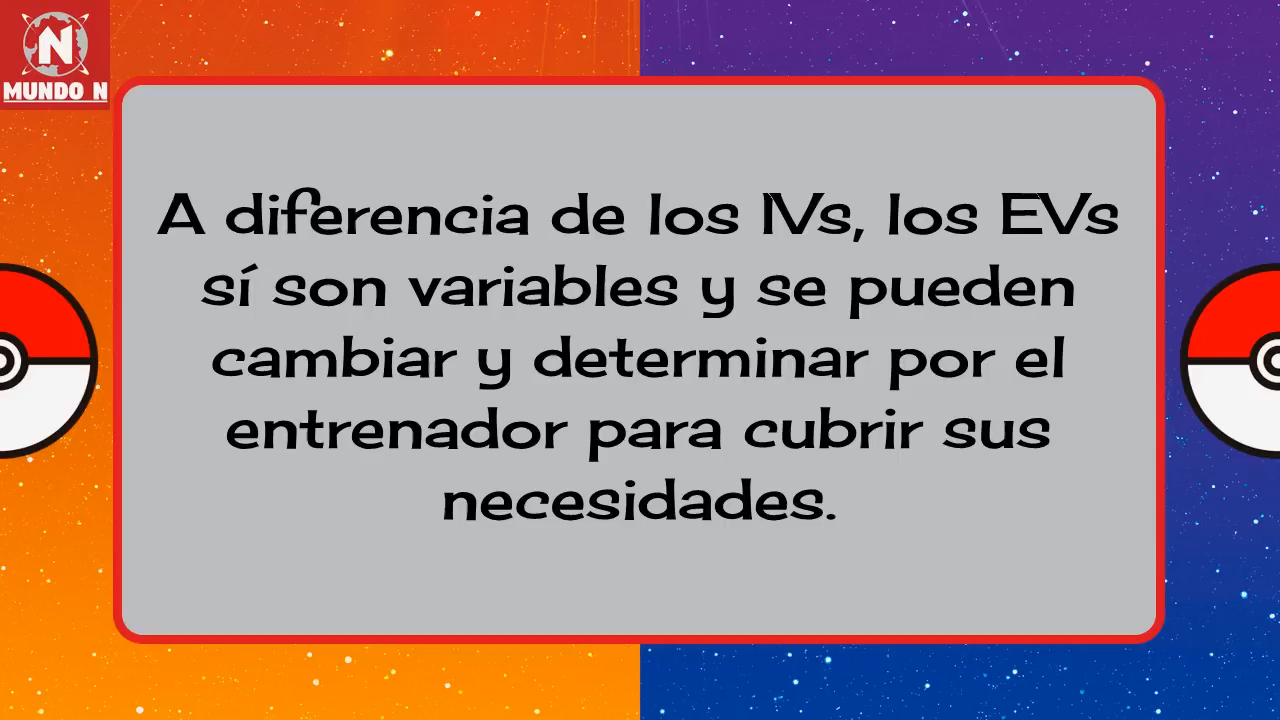 N
MUNDO N
A diferencia de los IVs, los EVs
sí son variables y se pueden
cambiar y determinar por el
entrenador para cubrir sus
necesidades.